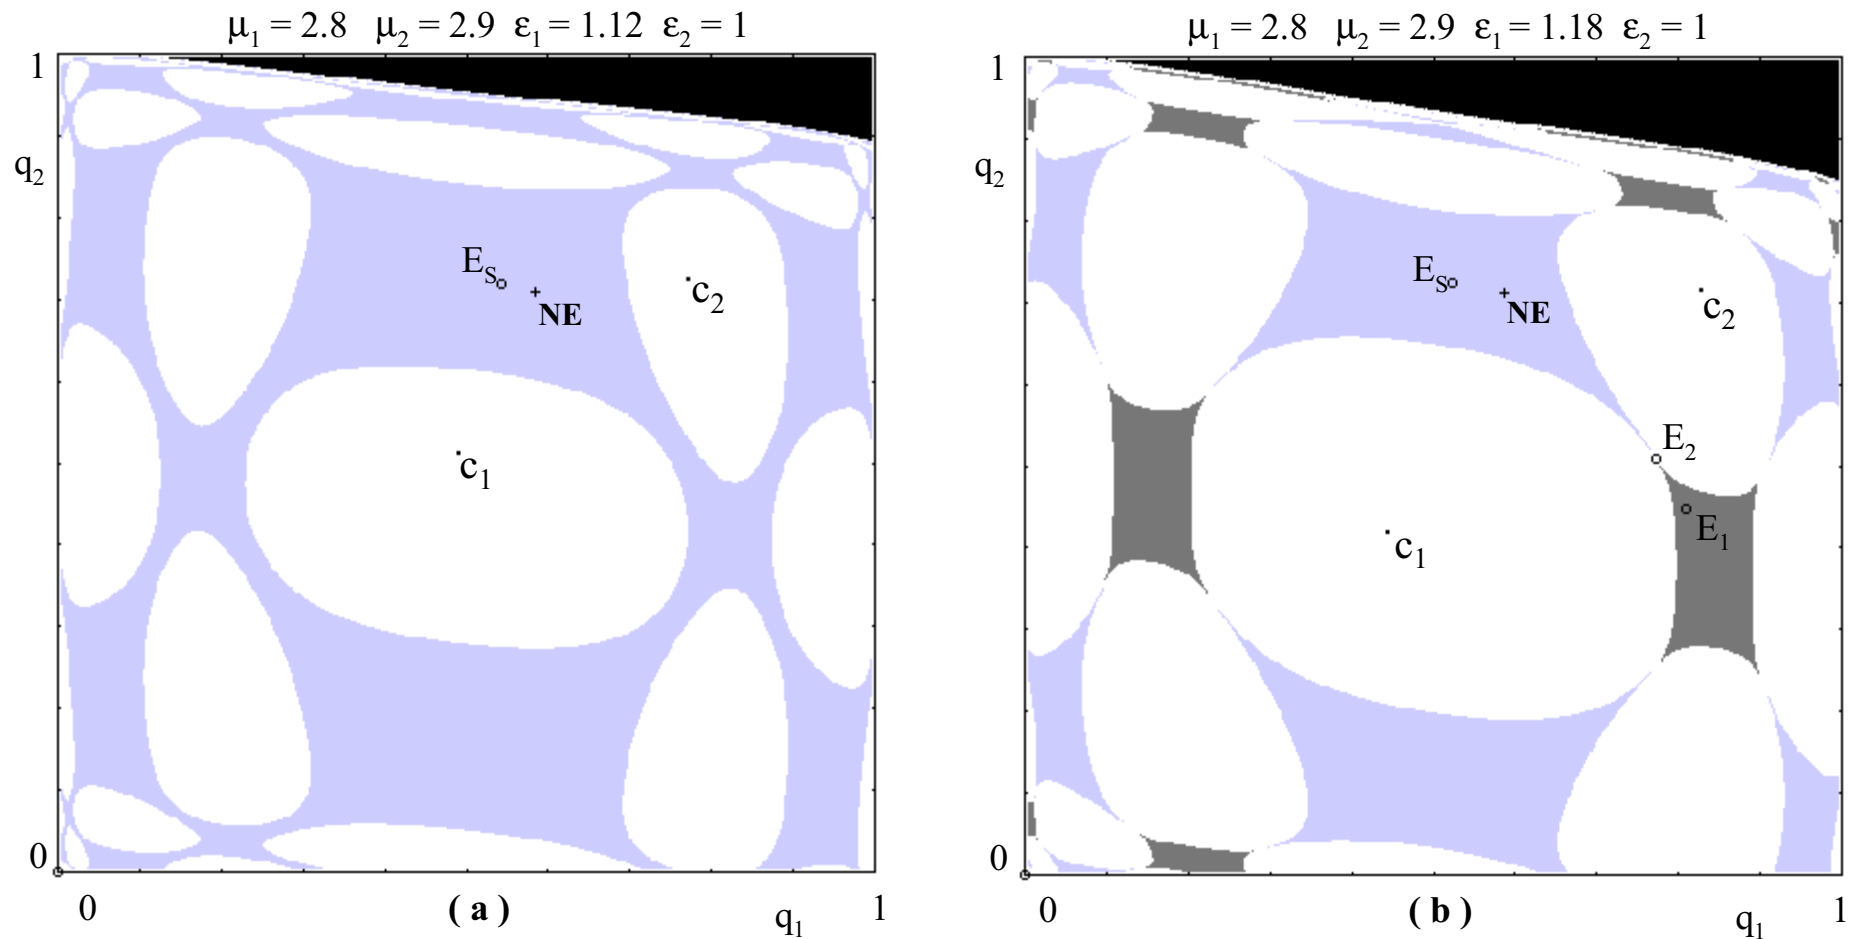 μ₁ = 2.8 μ₂ = 2.9 ε₁ = 1.12 ε₂ = 1
1
q₂
E_S
NE
c₂
c₁
0
0
( a )
q₁
1
μ₁ = 2.8 μ₂ = 2.9 ε₁ = 1.18 ε₂ = 1
1
q₂
E_S
NE
c₂
E₂
E₁
c₁
0
0
( b )
q₁
1